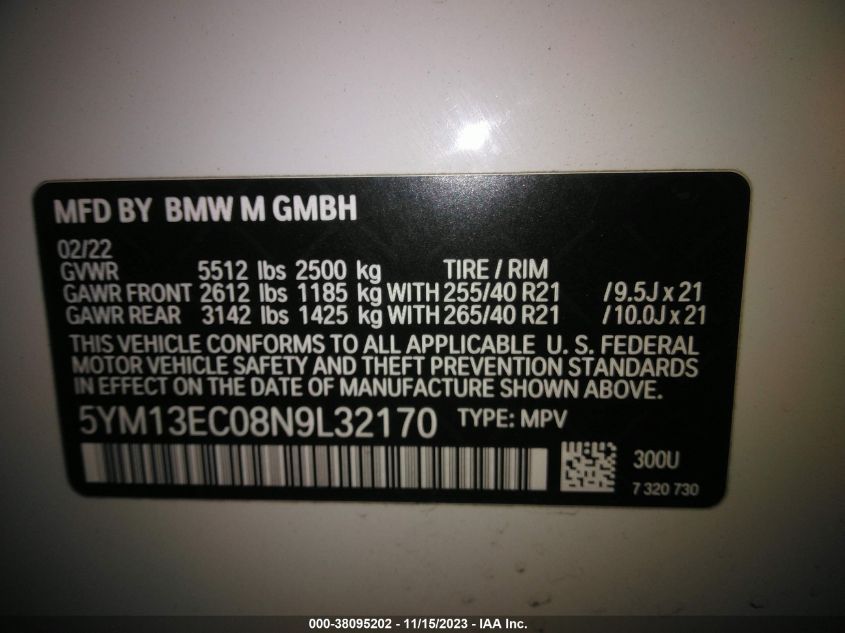 MFD BY BMW M GMBH
02/22
GVWR 5512 lbs 2500 kg TIRE / RIM
GAWR FRONT 2612 lbs 1185 kg WITH 255/40 R21 /9.5J x 21
GAWR REAR 3142 lbs 1425 kg WITH 265/40 R21 /10.0J x 21
THIS VEHICLE CONFORMS TO ALL APPLICABLE U. S. FEDERAL
MOTOR VEHICLE SAFETY AND THEFT PREVENTION STANDARDS
IN EFFECT ON THE DATE OF MANUFACTURE SHOWN ABOVE.
5YM13EC08N9L32170 TYPE: MPV
300U
7 320 730
000-38095202 - 11/15/2023 - IAA Inc.